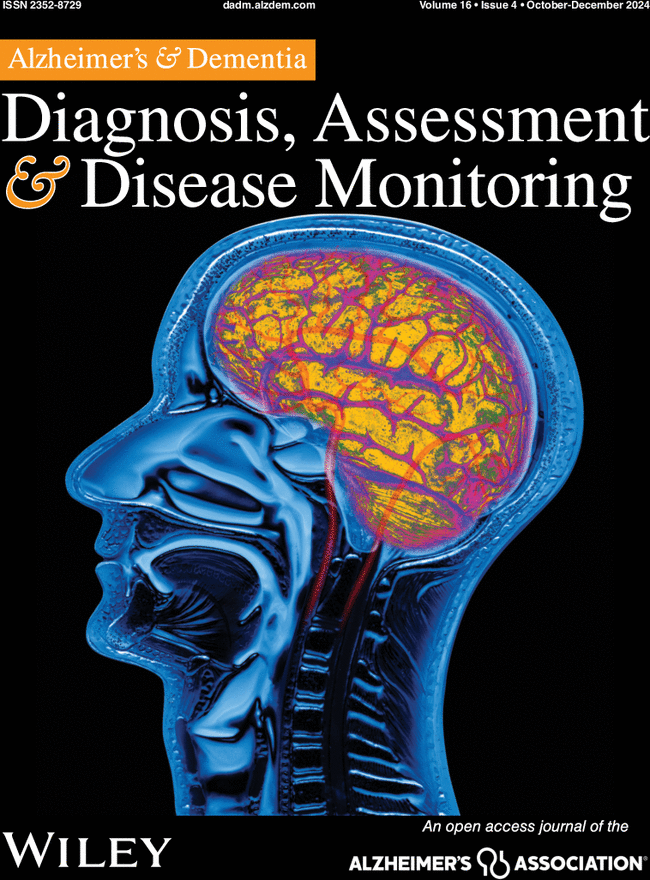 ISSN 2352-8729 dadm.alzdem.com Volume 16 • Issue 4 • October-December 2024
Alzheimer's & Dementia
Diagnosis, Assessment
& Disease Monitoring
An open access journal of the
WILEY ALZHEIMER'S ASSOCIATION®